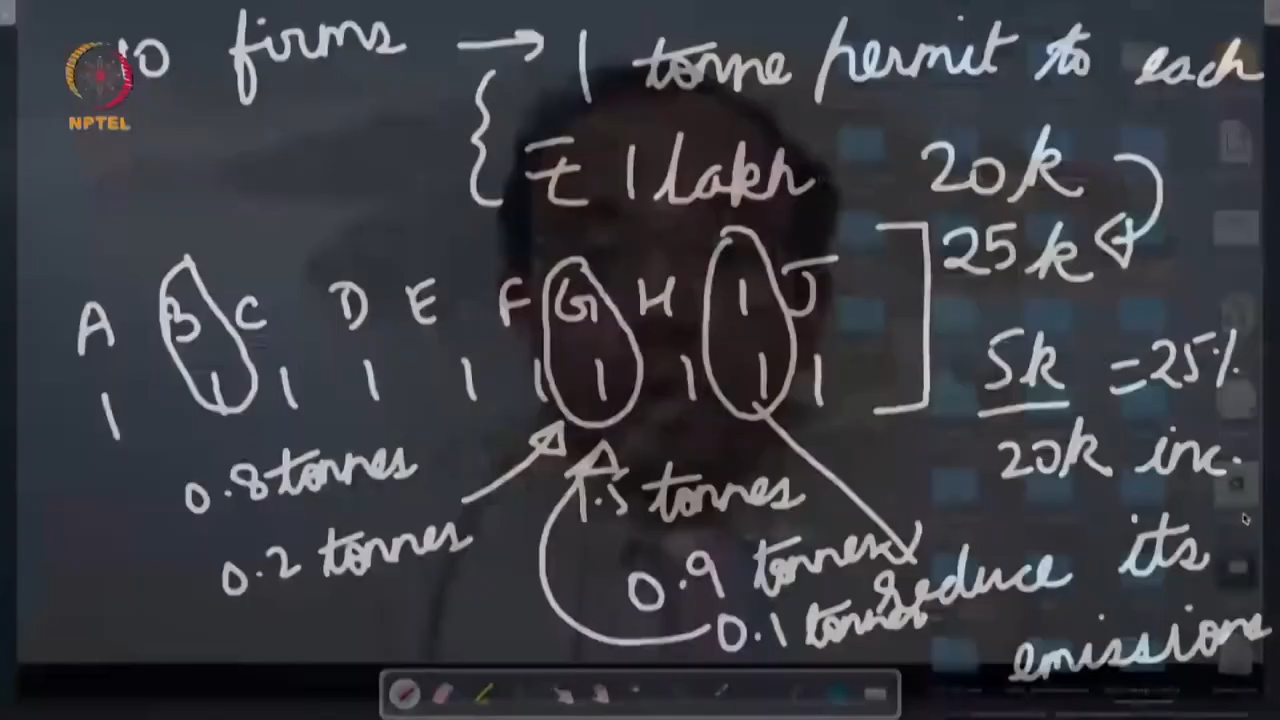 10 firms → 1 tonne permit to each
NPTEL
₹ 1 lakh 20k
25k
A B C D E F G H I J
1 1 1 1 1 1 1 1 1 1
5k = 25%
20k inc.
0.8 tonnes
1.5 tonnes
0.2 tonnes
0.9 tonnes
reduce its
0.1 tonnes
emissions